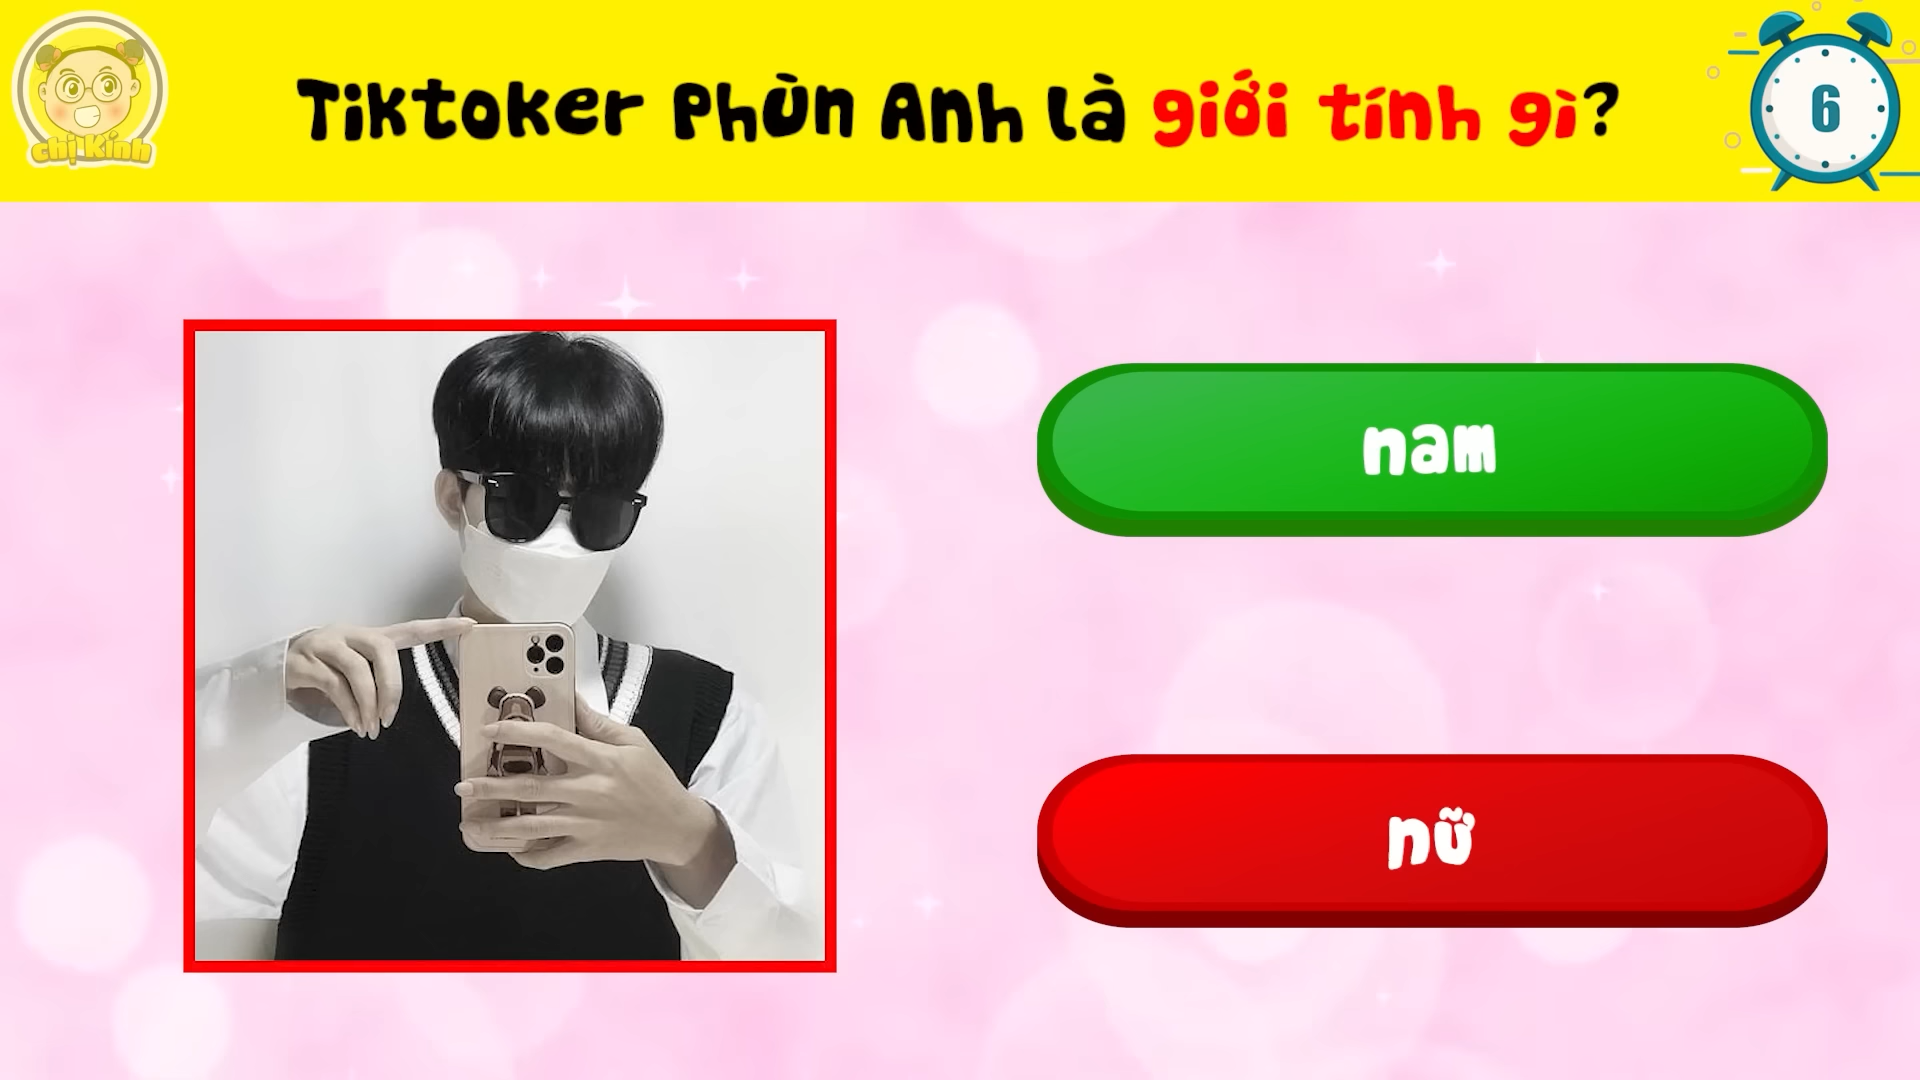 chị Kính
Tiktoker Phùn Anh là giới tính gì?
6
nam
nữ